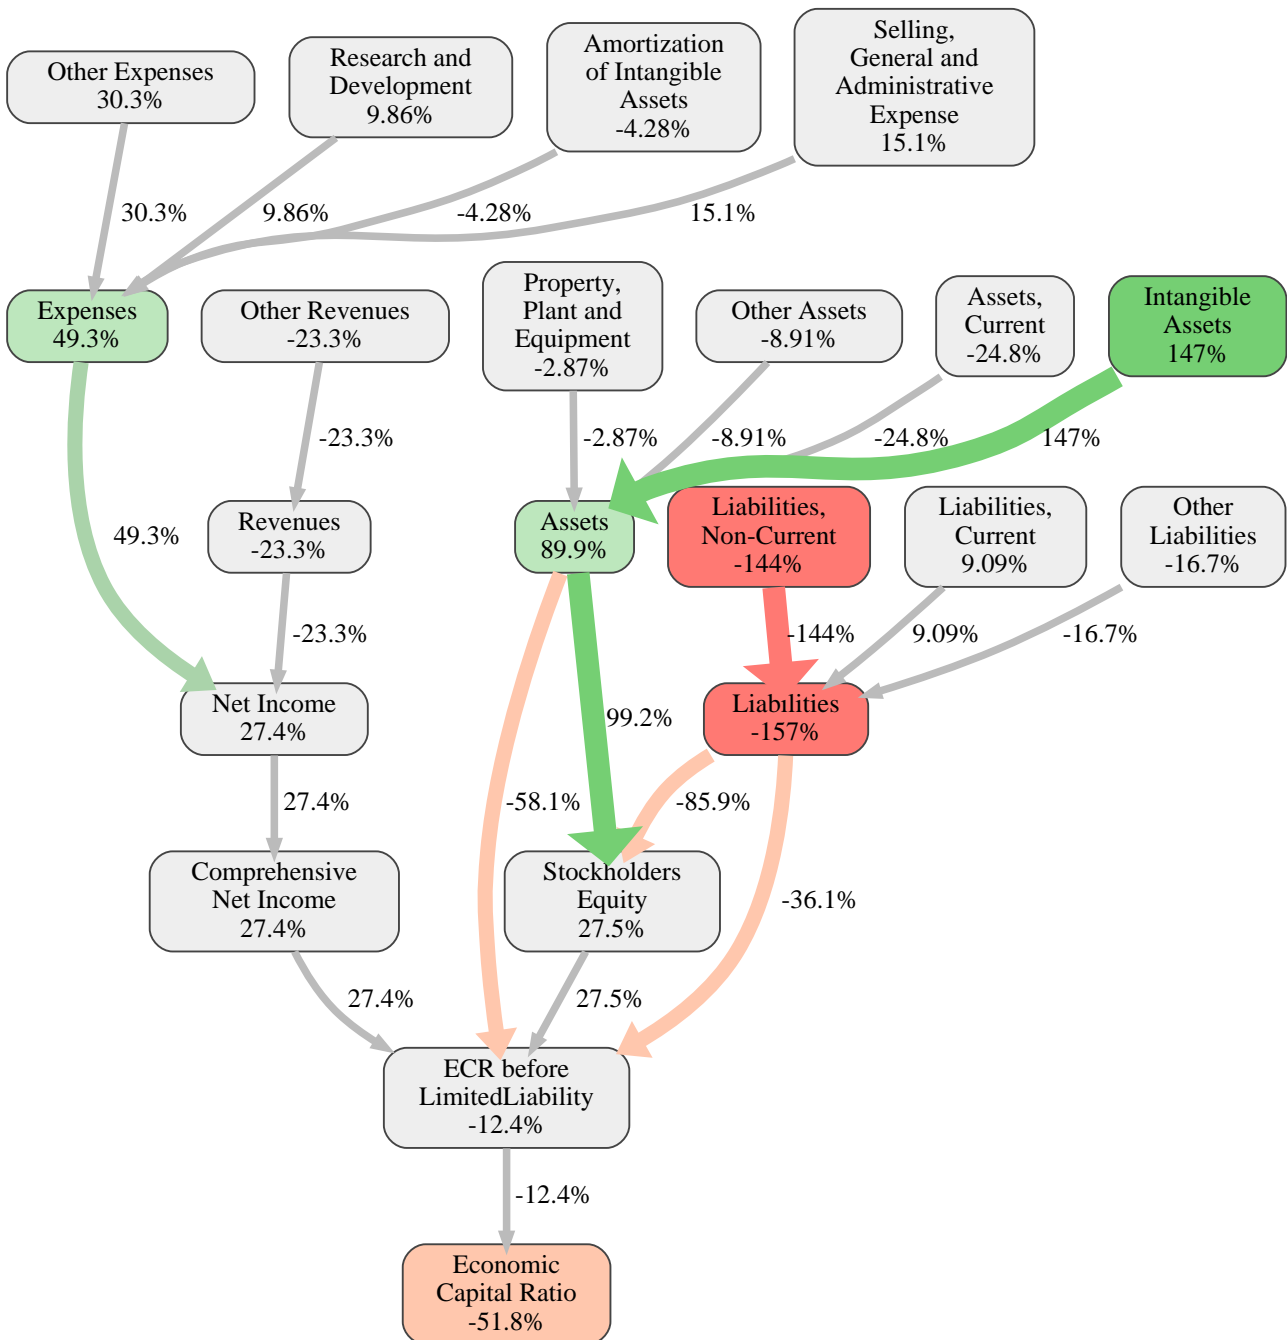 Other Expenses
30.3%
Research and
Development
9.86%
Amortization
of Intangible
Assets
-4.28%
Selling,
General and
Administrative
Expense
15.1%
30.3%
9.86%
-4.28%
15.1%
Expenses
49.3%
Other Revenues
-23.3%
Property,
Plant and
Equipment
-2.87%
Other Assets
-8.91%
Assets,
Current
-24.8%
Intangible
Assets
147%
-23.3%
-2.87%
-8.91%
-24.8%
147%
49.3%
Revenues
-23.3%
Assets
89.9%
Liabilities,
Non-Current
-144%
Liabilities,
Current
9.09%
Other
Liabilities
-16.7%
-23.3%
-144%
9.09%
-16.7%
Net Income
27.4%
99.2%
Liabilities
-157%
27.4%
-58.1%
-85.9%
Comprehensive
Net Income
27.4%
Stockholders
Equity
27.5%
-36.1%
27.4%
27.5%
ECR before
LimitedLiability
-12.4%
-12.4%
Economic
Capital Ratio
-51.8%